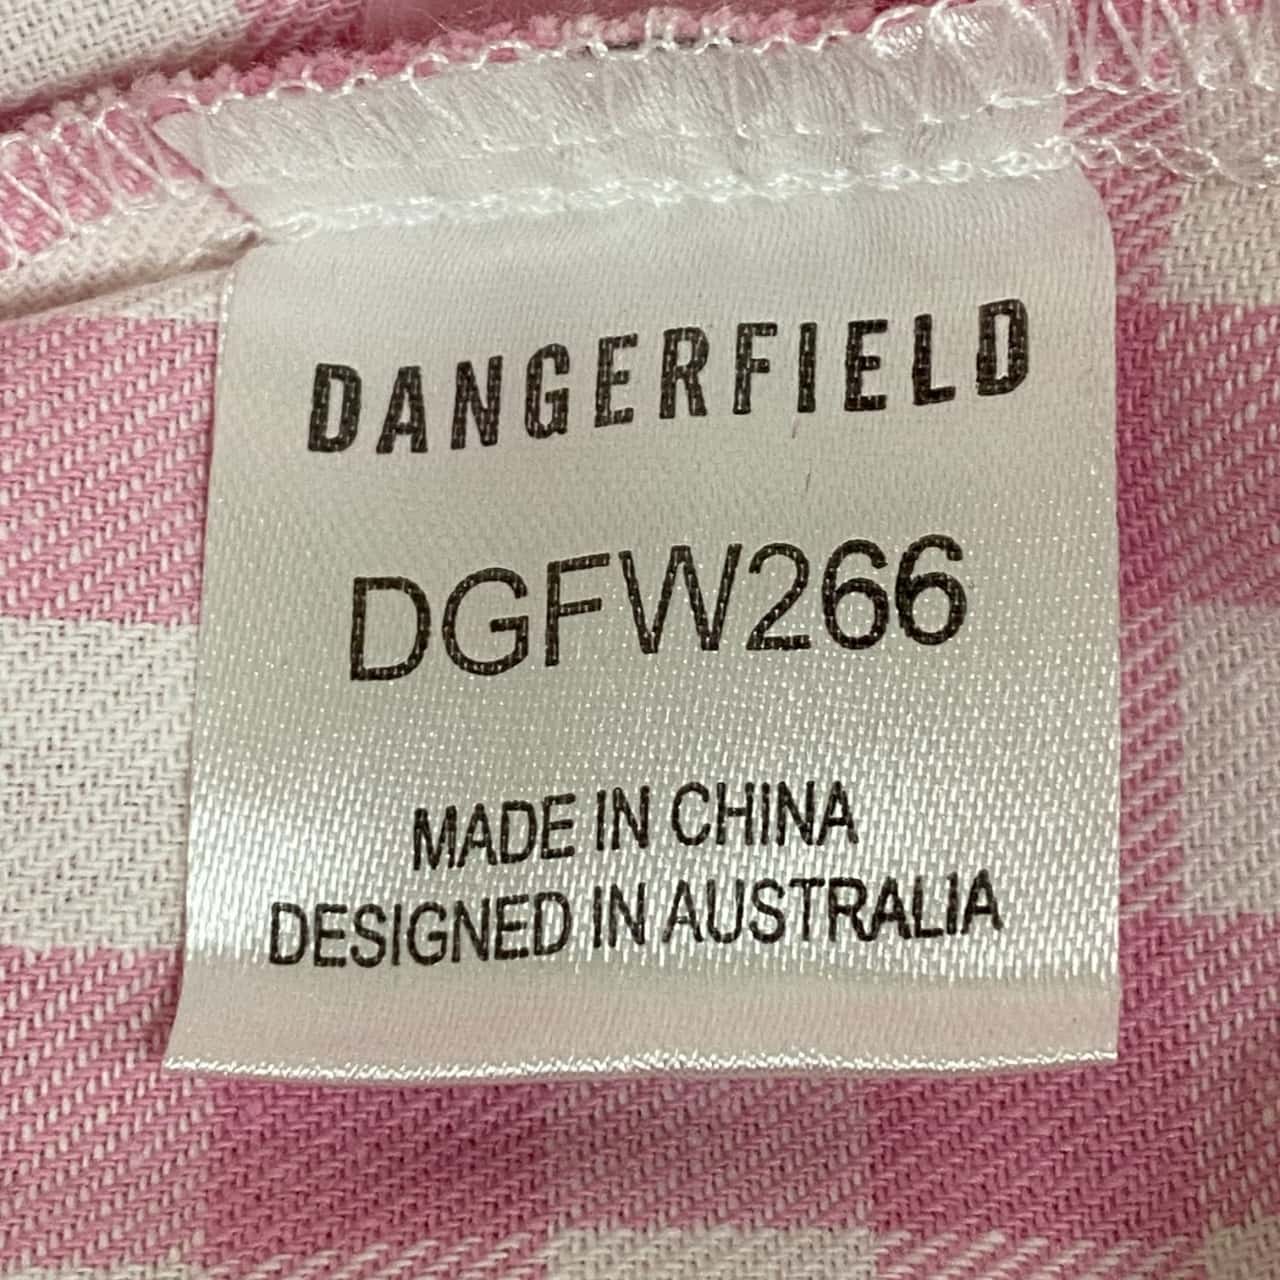 DANGERFIELD
DGFW266
MADE IN CHINA
DESIGNED IN AUSTRALIA